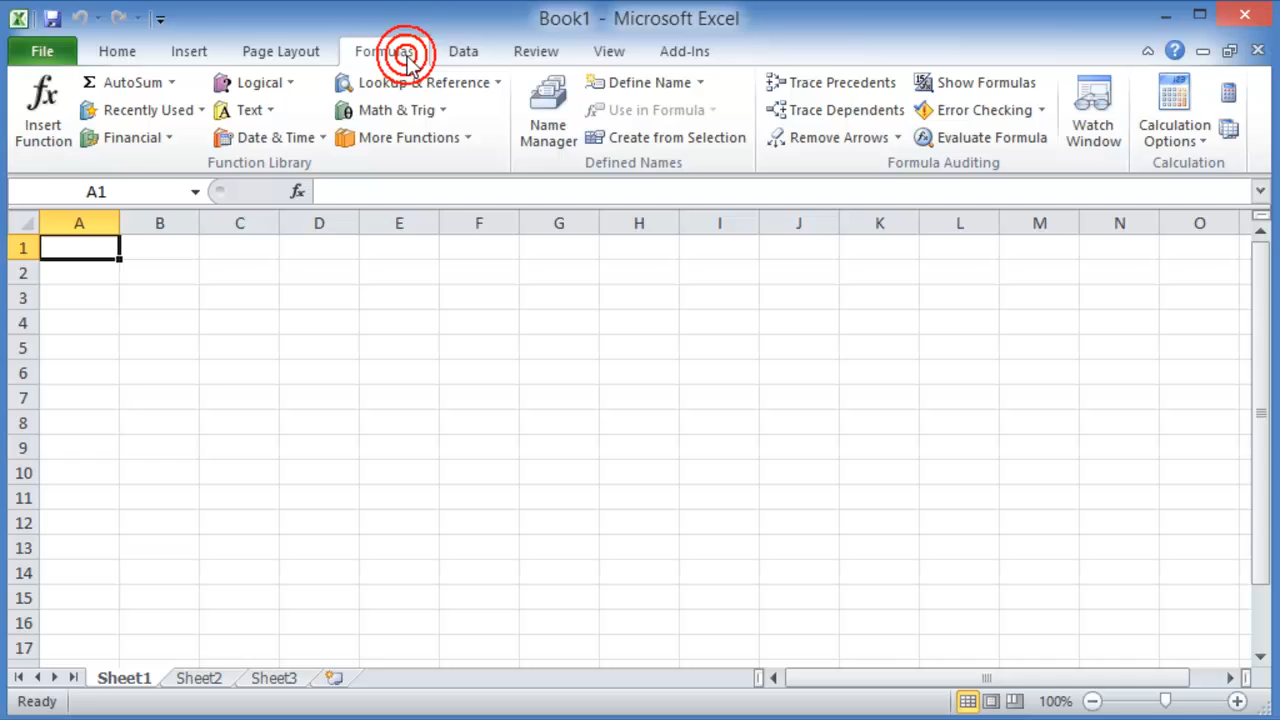 Book1 - Microsoft Excel
File Home Insert Page Layout Formulas Data Review View Add-Ins
fx Insert Function
Σ AutoSum
Recently Used
Financial
Logical
Text
Date & Time
Lookup & Reference
Math & Trig
More Functions
Function Library
Name Manager
Define Name
Use in Formula
Create from Selection
Defined Names
Trace Precedents
Trace Dependents
Remove Arrows
Show Formulas
Error Checking
Evaluate Formula
Formula Auditing
Watch Window
Calculation Options
Calculation
A1 fx
A B C D E F G H I J K L M N O
1
2
3
4
5
6
7
8
9
10
11
12
13
14
15
16
17
Sheet1 Sheet2 Sheet3
Ready 100%